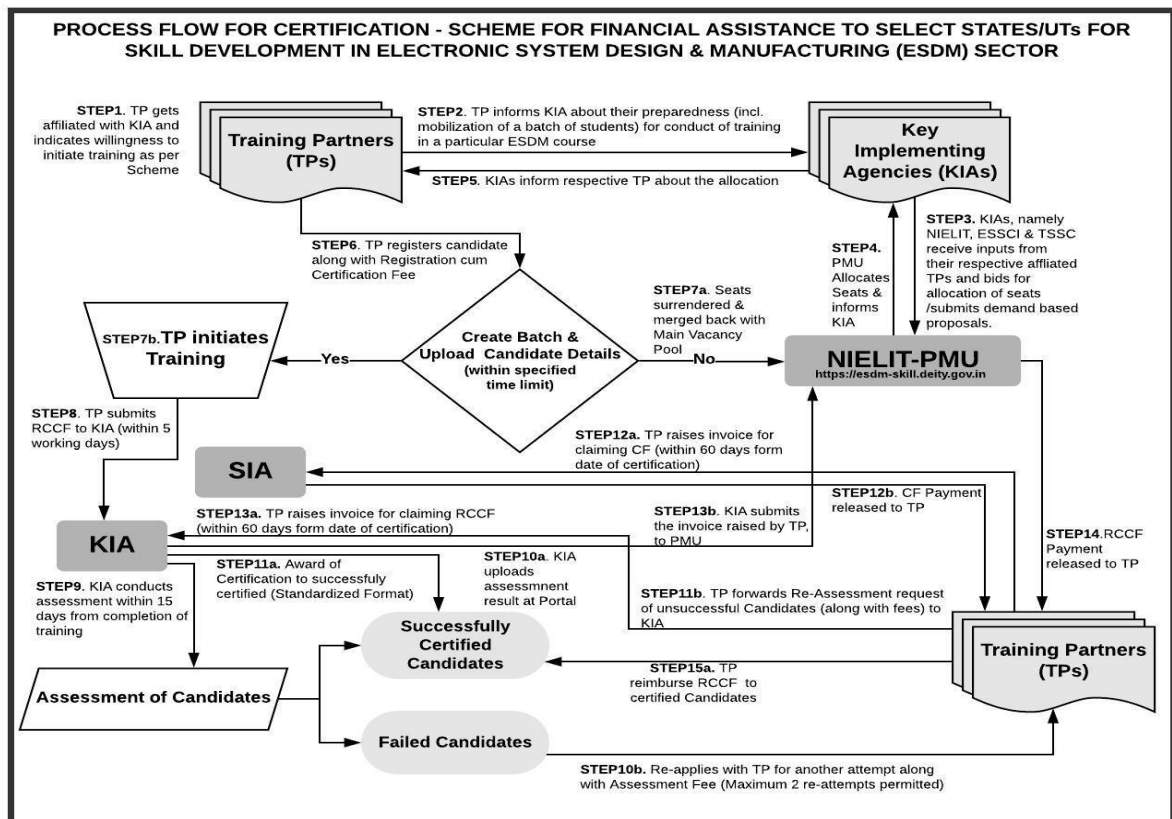 PROCESS FLOW FOR CERTIFICATION - SCHEME FOR FINANCIAL ASSISTANCE TO SELECT STATES/UTs FOR
SKILL DEVELOPMENT IN ELECTRONIC SYSTEM DESIGN & MANUFACTURING (ESDM) SECTOR
STEP1. TP gets
affiliated with KIA and
indicates willingness to
initiate training as per
Scheme
Training Partners
(TPs)
STEP2. TP informs KIA about their preparedness (incl.
mobilization of a batch of students) for conduct of training
in a particular ESDM course
STEP5. KIAs inform respective TP about the allocation
Key
Implementing
Agencies (KIAs)
STEP6. TP registers candidate
along with Registration cum
Certification Fee
STEP4.
PMU
Allocates
Seats &
informs
KIA
STEP3. KIAs, namely
NIELIT, ESSCI & TSSC
receive inputs from
their respective affliated
TPs and bids for
allocation of seats
/submits demand based
proposals.
STEP7b.TP initiates
Training
Yes
Create Batch &
Upload Candidate Details
(within specified
time limit)
STEP7a. Seats
surrendered &
merged back with
Main Vacancy
Pool
No
NIELIT-PMU
https://esdm-skill.deity.gov.in
STEP8. TP submits
RCCF to KIA (within 5
working days)
STEP12a. TP raises invoice for
claiming CF (within 60 days form
date of certification)
SIA
STEP12b. CF Payment
released to TP
STEP13a. TP raises invoice for claiming RCCF
(within 60 days form date of certification)
STEP13b. KIA submits
the invoice raised by TP,
to PMU
STEP14.RCCF
Payment
released to TP
KIA
STEP11a. Award of
Certification to successfuly
certified (Standardized Format)
STEP10a. KIA
uploads
assessmnent
result at Portal
STEP9. KIA conducts
assessment within 15
days from completion of
training
STEP11b. TP forwards Re-Assessment request
of unsuccessful Candidates (along with fees) to
KIA
Successfully
Certified
Candidates
Training Partners
(TPs)
STEP15a. TP
reimburse RCCF to
certified Candidates
Assessment of Candidates
Failed Candidates
STEP10b. Re-applies with TP for another attempt along
with Assessment Fee (Maximum 2 re-attempts permitted)